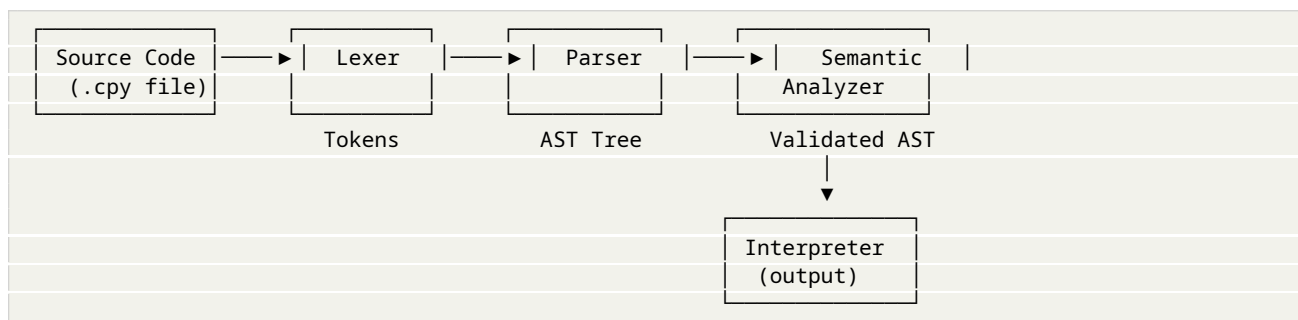 Source Code Lexer Parser Semantic
(.cpy file) Analyzer
Tokens AST Tree Validated AST
Interpreter
(output)